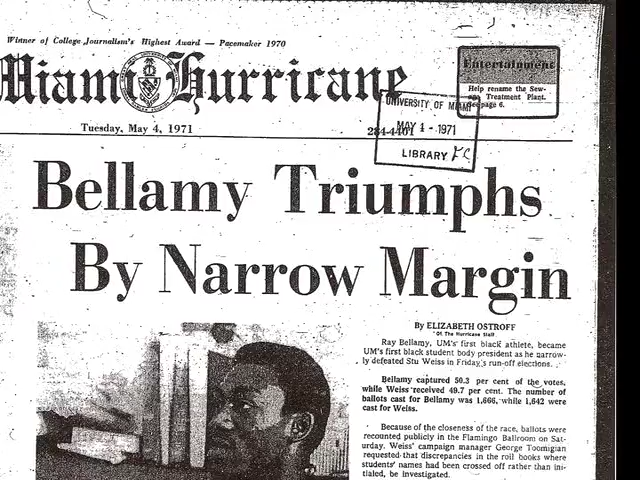 Winner of College Journalism's Highest Award — Pacemaker 1970
Miami Hurricane
Entertainment
Help rename the Sew-
age Treatment Plant.
See page 6.
Tuesday, May 4, 1971
284-4401
UNIVERSITY OF MIAMI
MAY 4 - 1971
LIBRARY
Bellamy Triumphs
By Narrow Margin
By ELIZABETH OSTROFF
Of The Hurricane Staff
Ray Bellamy, UM's first black athlete, became
UM's first black student body president as he narrow-
ly defeated Stu Weiss in Friday's run-off elections.
Bellamy captured 50.3 per cent of the votes,
while Weiss received 49.7 per cent. The number of
ballots cast for Bellamy was 1,666, while 1,642 were
cast for Weiss.
Because of the closeness of the race, ballots were
recounted publicly in the Flamingo Ballroom on Sat-
urday. Weiss' campaign manager George Toomigian
requested that discrepancies in the roll books where
students' names had been crossed off rather than ini-
tialed, be investigated.